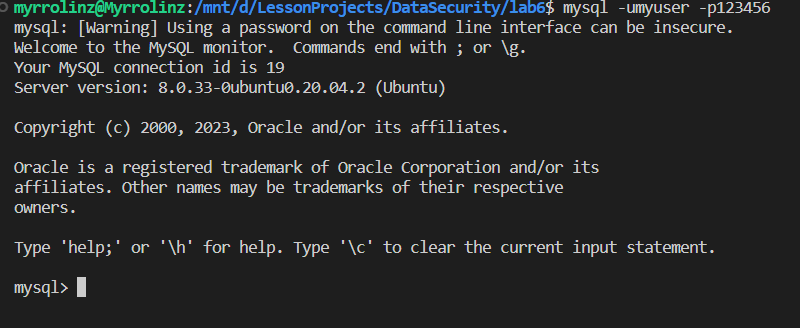 myrrolinz@Myrrolinz:/mnt/d/LessonProjects/DataSecurity/lab6$ mysql -umyuser -p123456
mysql: [Warning] Using a password on the command line interface can be insecure.
Welcome to the MySQL monitor.  Commands end with ; or \g.
Your MySQL connection id is 19
Server version: 8.0.33-0ubuntu0.20.04.2 (Ubuntu)

Copyright (c) 2000, 2023, Oracle and/or its affiliates.

Oracle is a registered trademark of Oracle Corporation and/or its
affiliates. Other names may be trademarks of their respective
owners.

Type 'help;' or '\h' for help. Type '\c' to clear the current input statement.

mysql>